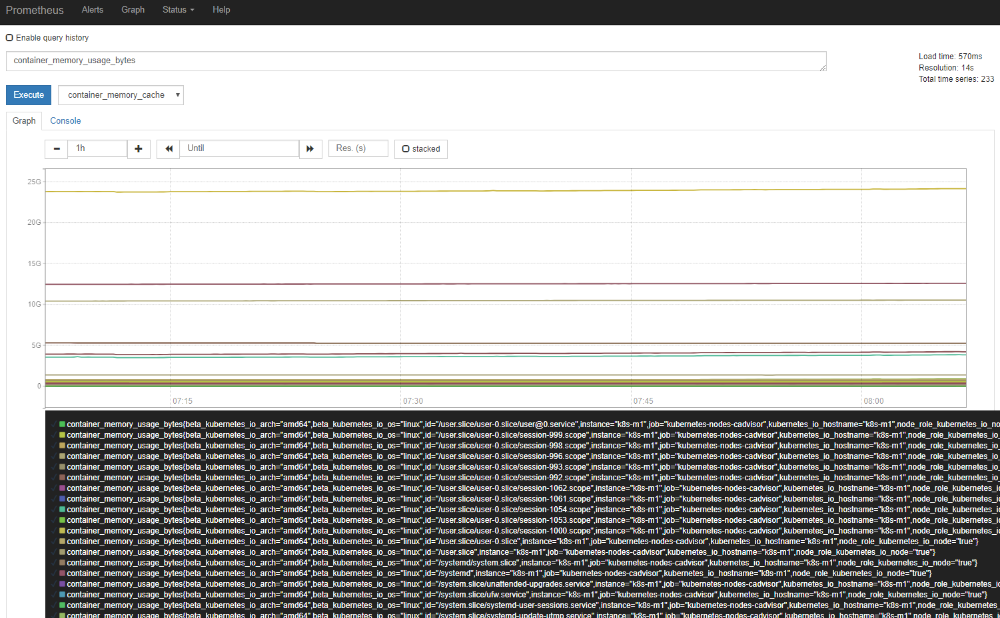 Prometheus Alerts Graph Status Help
Enable query history
container_memory_usage_bytes
Load time: 570ms
Resolution: 14s
Total time series: 233
Execute container_memory_cache
Graph Console
1h Until Res. (s) stacked
25G
20G
15G
10G
5G
0
07:15 07:30 07:45 08:00
container_memory_usage_bytes{beta_kubernetes_io_arch="amd64",beta_kubernetes_io_os="linux",id="/user.slice/user-0.slice/user@0.service",instance="k8s-m1",job="kubernetes-nodes-cadvisor",kubernetes_io_hostname="k8s-m1",node_role_kubernetes_io_no
container_memory_usage_bytes{beta_kubernetes_io_arch="amd64",beta_kubernetes_io_os="linux",id="/user.slice/user-0.slice/session-999.scope",instance="k8s-m1",job="kubernetes-nodes-cadvisor",kubernetes_io_hostname="k8s-m1",node_role_kubernetes_io_
container_memory_usage_bytes{beta_kubernetes_io_arch="amd64",beta_kubernetes_io_os="linux",id="/user.slice/user-0.slice/session-998.scope",instance="k8s-m1",job="kubernetes-nodes-cadvisor",kubernetes_io_hostname="k8s-m1",node_role_kubernetes_io_
container_memory_usage_bytes{beta_kubernetes_io_arch="amd64",beta_kubernetes_io_os="linux",id="/user.slice/user-0.slice/session-996.scope",instance="k8s-m1",job="kubernetes-nodes-cadvisor",kubernetes_io_hostname="k8s-m1",node_role_kubernetes_io_
container_memory_usage_bytes{beta_kubernetes_io_arch="amd64",beta_kubernetes_io_os="linux",id="/user.slice/user-0.slice/session-993.scope",instance="k8s-m1",job="kubernetes-nodes-cadvisor",kubernetes_io_hostname="k8s-m1",node_role_kubernetes_io_
container_memory_usage_bytes{beta_kubernetes_io_arch="amd64",beta_kubernetes_io_os="linux",id="/user.slice/user-0.slice/session-992.scope",instance="k8s-m1",job="kubernetes-nodes-cadvisor",kubernetes_io_hostname="k8s-m1",node_role_kubernetes_io_
container_memory_usage_bytes{beta_kubernetes_io_arch="amd64",beta_kubernetes_io_os="linux",id="/user.slice/user-0.slice/session-1062.scope",instance="k8s-m1",job="kubernetes-nodes-cadvisor",kubernetes_io_hostname="k8s-m1",node_role_kubernetes_io
container_memory_usage_bytes{beta_kubernetes_io_arch="amd64",beta_kubernetes_io_os="linux",id="/user.slice/user-0.slice/session-1061.scope",instance="k8s-m1",job="kubernetes-nodes-cadvisor",kubernetes_io_hostname="k8s-m1",node_role_kubernetes_io
container_memory_usage_bytes{beta_kubernetes_io_arch="amd64",beta_kubernetes_io_os="linux",id="/user.slice/user-0.slice/session-1054.scope",instance="k8s-m1",job="kubernetes-nodes-cadvisor",kubernetes_io_hostname="k8s-m1",node_role_kubernetes_io
container_memory_usage_bytes{beta_kubernetes_io_arch="amd64",beta_kubernetes_io_os="linux",id="/user.slice/user-0.slice/session-1053.scope",instance="k8s-m1",job="kubernetes-nodes-cadvisor",kubernetes_io_hostname="k8s-m1",node_role_kubernetes_io
container_memory_usage_bytes{beta_kubernetes_io_arch="amd64",beta_kubernetes_io_os="linux",id="/user.slice/user-0.slice/session-1000.scope",instance="k8s-m1",job="kubernetes-nodes-cadvisor",kubernetes_io_hostname="k8s-m1",node_role_kubernetes_io
container_memory_usage_bytes{beta_kubernetes_io_arch="amd64",beta_kubernetes_io_os="linux",id="/user.slice/user-0.slice",instance="k8s-m1",job="kubernetes-nodes-cadvisor",kubernetes_io_hostname="k8s-m1",node_role_kubernetes_io_node="true"}
container_memory_usage_bytes{beta_kubernetes_io_arch="amd64",beta_kubernetes_io_os="linux",id="/user.slice",instance="k8s-m1",job="kubernetes-nodes-cadvisor",kubernetes_io_hostname="k8s-m1",node_role_kubernetes_io_node="true"}
container_memory_usage_bytes{beta_kubernetes_io_arch="amd64",beta_kubernetes_io_os="linux",id="/systemd/system.slice",instance="k8s-m1",job="kubernetes-nodes-cadvisor",kubernetes_io_hostname="k8s-m1",node_role_kubernetes_io_node="true"}
container_memory_usage_bytes{beta_kubernetes_io_arch="amd64",beta_kubernetes_io_os="linux",id="/systemd",instance="k8s-m1",job="kubernetes-nodes-cadvisor",kubernetes_io_hostname="k8s-m1",node_role_kubernetes_io_node="true"}
container_memory_usage_bytes{beta_kubernetes_io_arch="amd64",beta_kubernetes_io_os="linux",id="/system.slice/unattended-upgrades.service",instance="k8s-m1",job="kubernetes-nodes-cadvisor",kubernetes_io_hostname="k8s-m1",node_role_kubernetes_io_
container_memory_usage_bytes{beta_kubernetes_io_arch="amd64",beta_kubernetes_io_os="linux",id="/system.slice/ufw.service",instance="k8s-m1",job="kubernetes-nodes-cadvisor",kubernetes_io_hostname="k8s-m1",node_role_kubernetes_io_node="true"}
container_memory_usage_bytes{beta_kubernetes_io_arch="amd64",beta_kubernetes_io_os="linux",id="/system.slice/systemd-user-sessions.service",instance="k8s-m1",job="kubernetes-nodes-cadvisor",kubernetes_io_hostname="k8s-m1",node_role_kubernetes_io
container_memory_usage_bytes{beta_kubernetes_io_arch="amd64",beta_kubernetes_io_os="linux",id="/system.slice/systemd-update-utmp.service",instance="k8s-m1",job="kubernetes-nodes-cadvisor",kubernetes_io_hostname="k8s-m1",node_role_kubernetes_io_